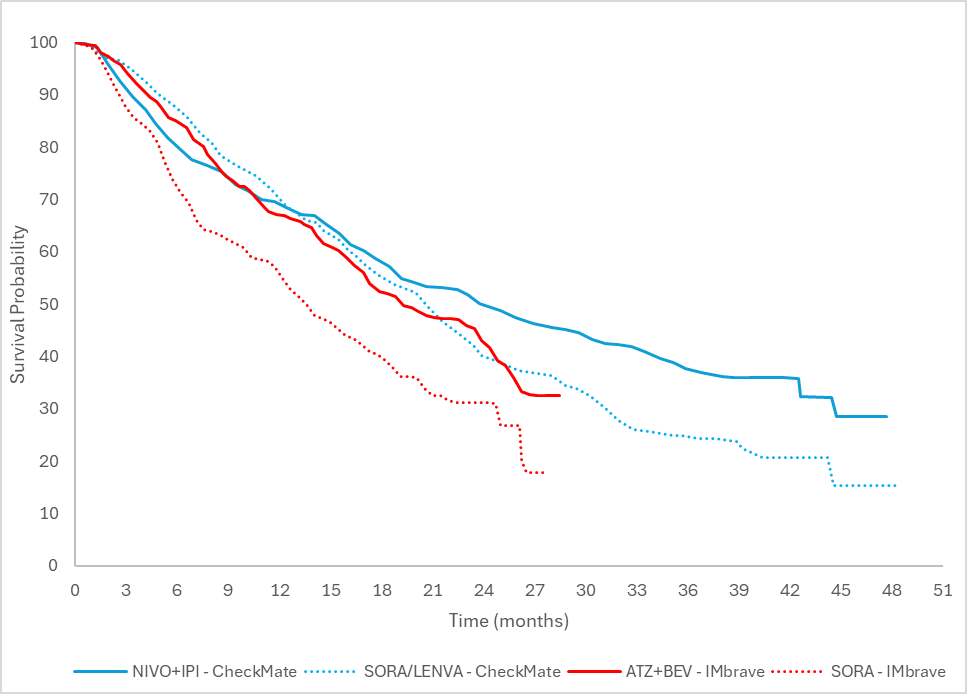 100
90
80
70
60
50
40
30
20
10
0
Survival Probability
0 3 6 9 12 15 18 21 24 27 30 33 36 39 42 45 48 51
Time (months)
NIVO+IPI - CheckMate SORA/LENVA - CheckMate ATZ+BEV - IMbrave SORA - IMbrave